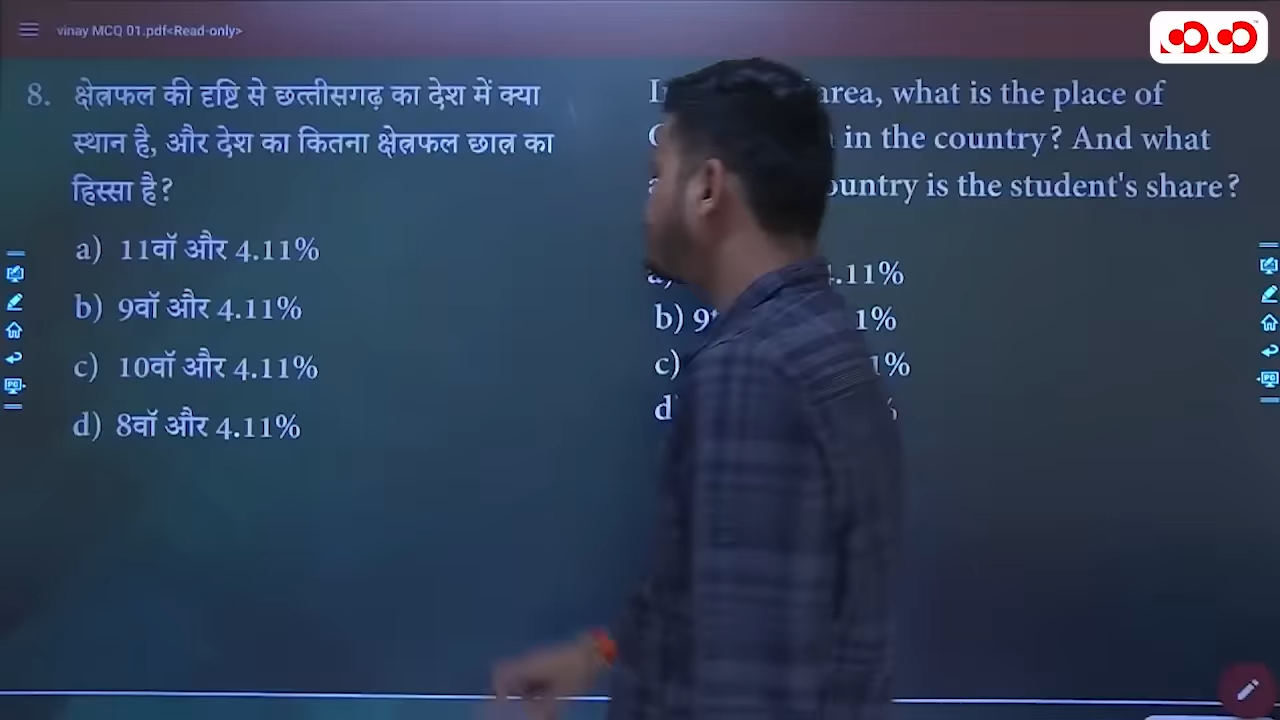 vinay MCQ 01.pdf<Read-only>
8. क्षेत्रफल की दृष्टि से छत्तीसगढ़ का देश में क्या
स्थान है, और देश का कितना क्षेत्रफल छात्र का
हिस्सा है?
a) 11वॉ और 4.11%
b) 9वॉ और 4.11%
c) 10वॉ और 4.11%
d) 8वॉ और 4.11%
area, what is the place of
in the country? And what
is the student's share?
.11%
b) 9 1%
c) 1%
d